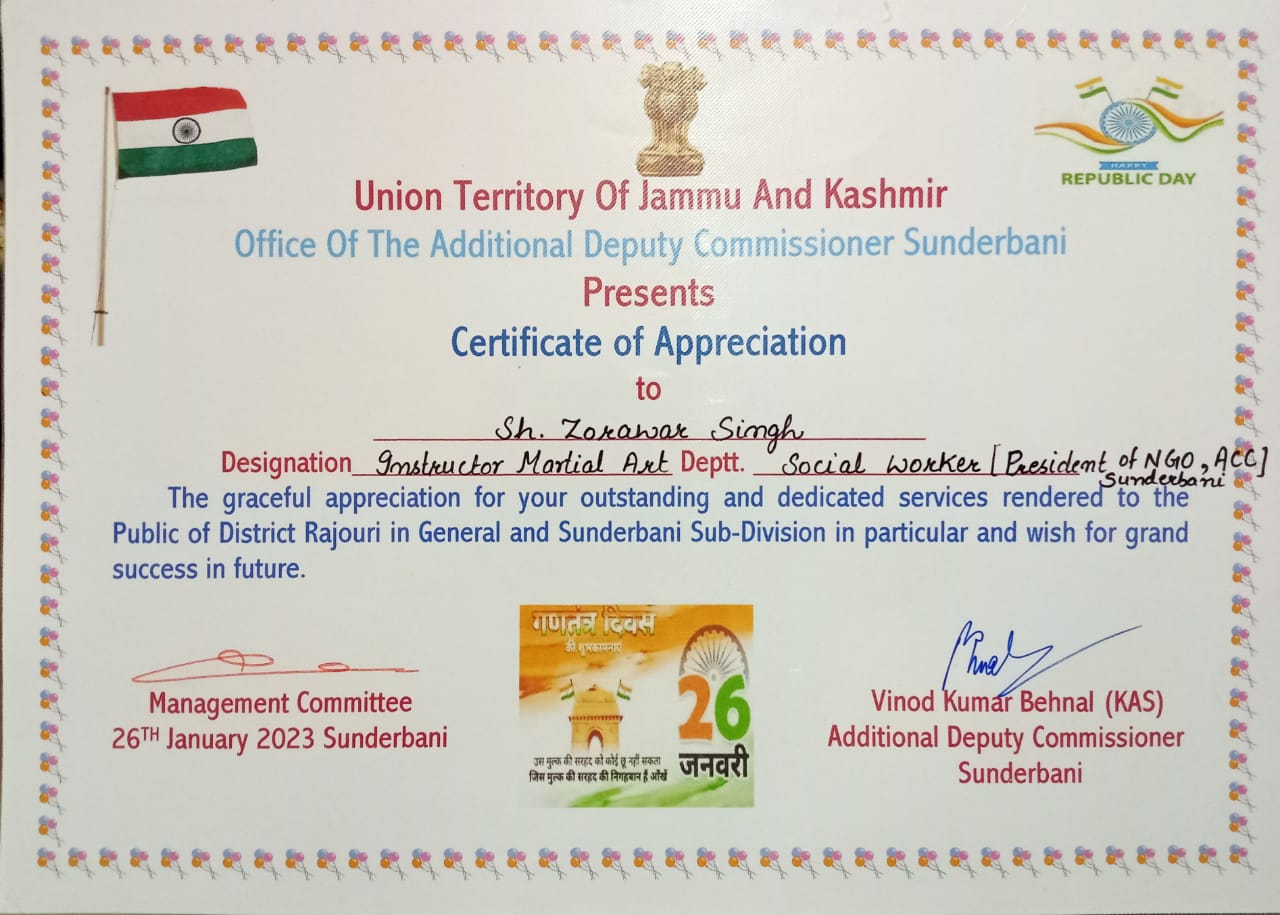 HAPPY
REPUBLIC DAY
Union Territory Of Jammu And Kashmir
Office Of The Additional Deputy Commissioner Sunderbani
Presents
Certificate of Appreciation
to
Sh. Zorawar Singh
Designation Instructor Martial Art Deptt. Social Worker [President of NGO, ACC]
Sunderbani
The graceful appreciation for your outstanding and dedicated services rendered to the
Public of District Rajouri in General and Sunderbani Sub-Division in particular and wish for grand
success in future.
गणतंत्र दिवस
की शुभकामनाएं
26
जनवरी
उस मुल्क की सरहद को कोई छू नहीं सकता
जिस मुल्क की सरहद की निगहबान हैं आँखें
Management Committee
26TH January 2023 Sunderbani
Vinod Kumar Behnal (KAS)
Additional Deputy Commissioner
Sunderbani